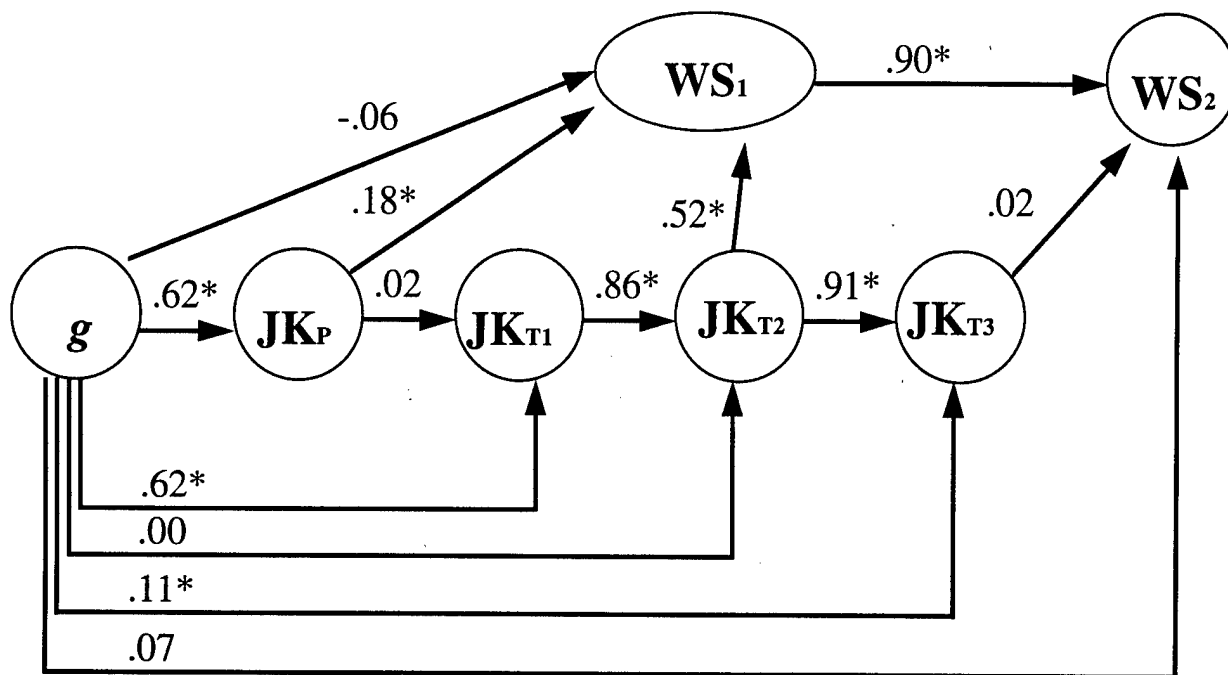 WS1
.90*
WS2
-.06
.18*
.52*
.02
g
.62*
JKP
.02
JKT1
.86*
JKT2
.91*
JKT3
.62*
.00
.11*
.07